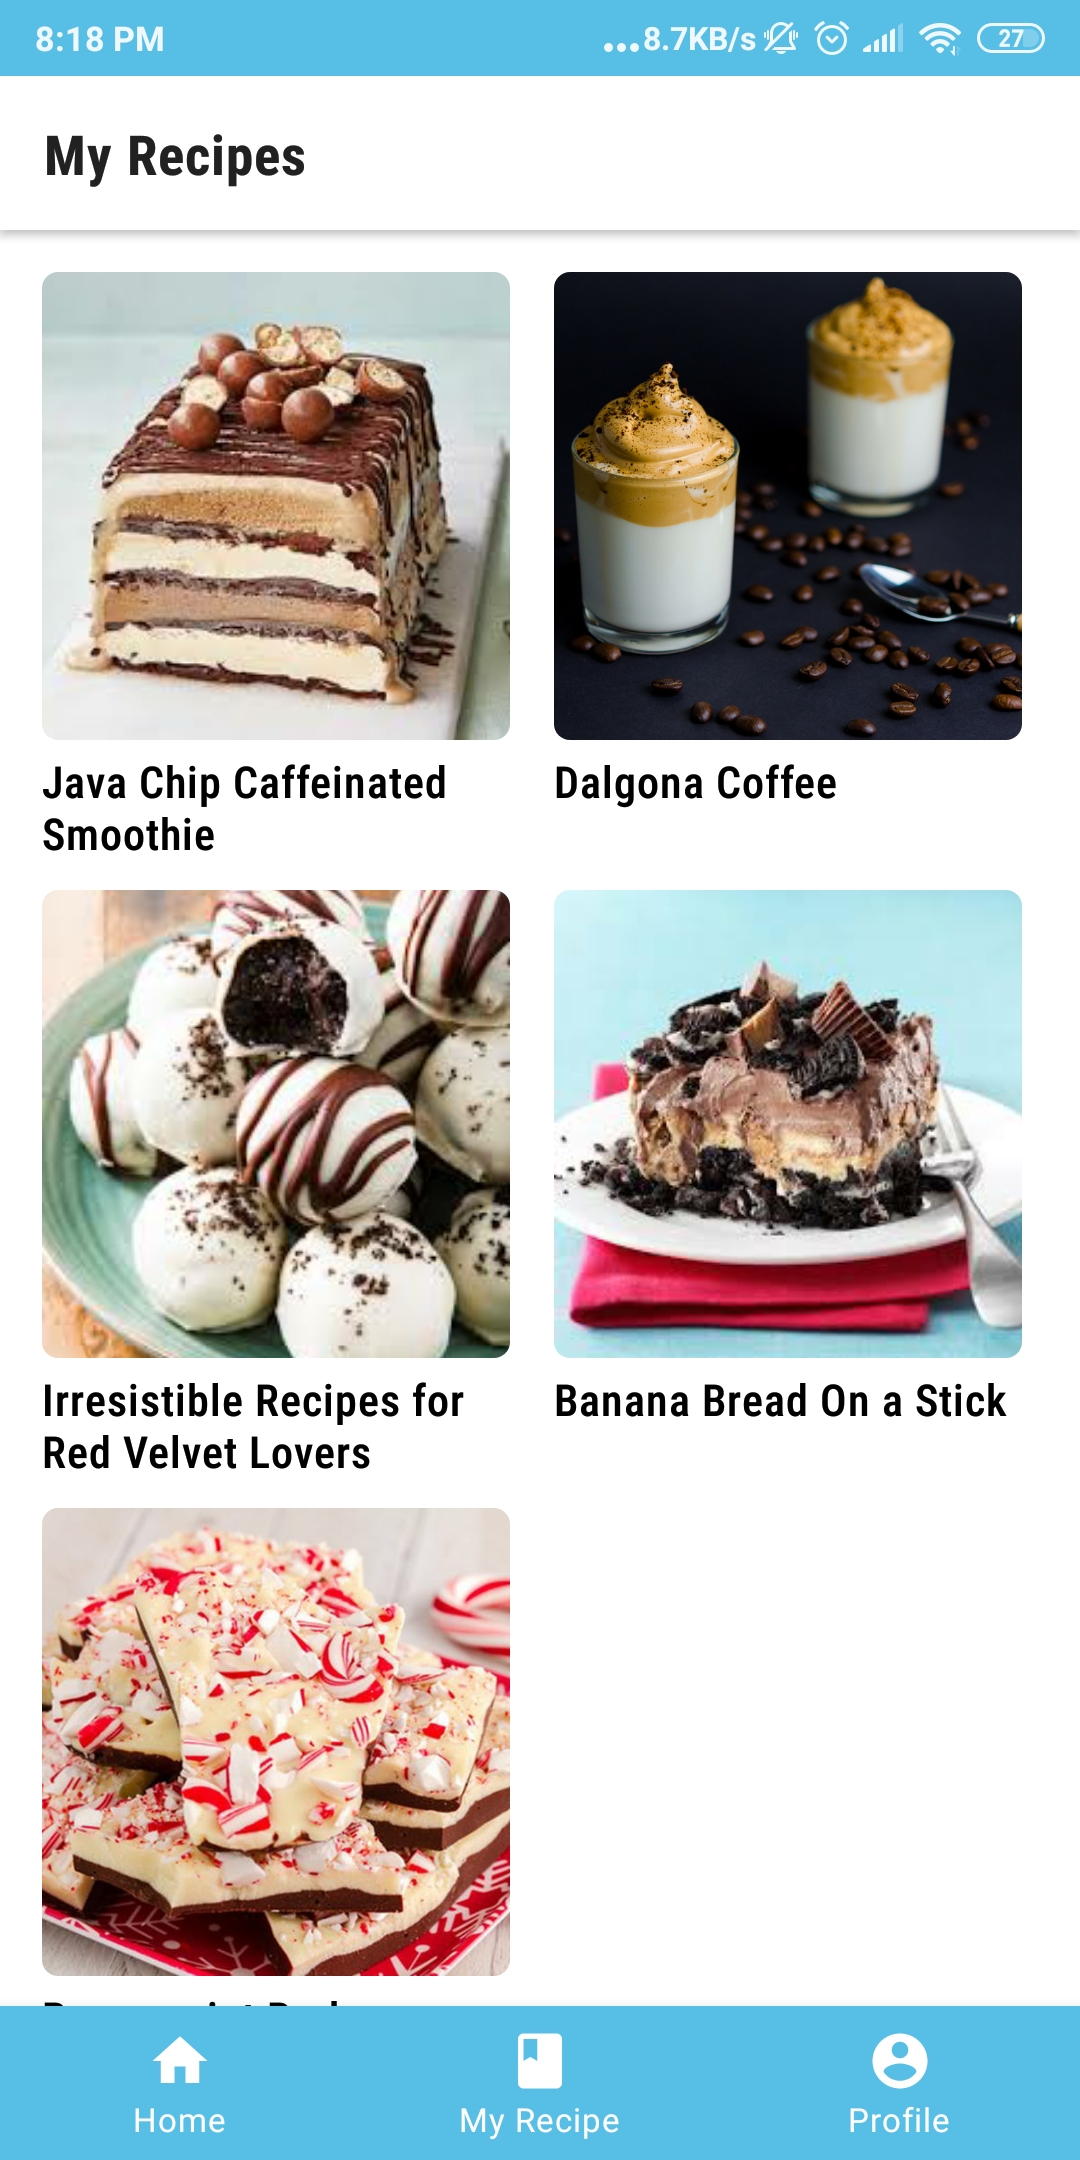 8:18 PM
...8.7KB/s
27
My Recipes
Java Chip Caffeinated
Smoothie
Dalgona Coffee
Irresistible Recipes for
Red Velvet Lovers
Banana Bread On a Stick
Home
My Recipe
Profile